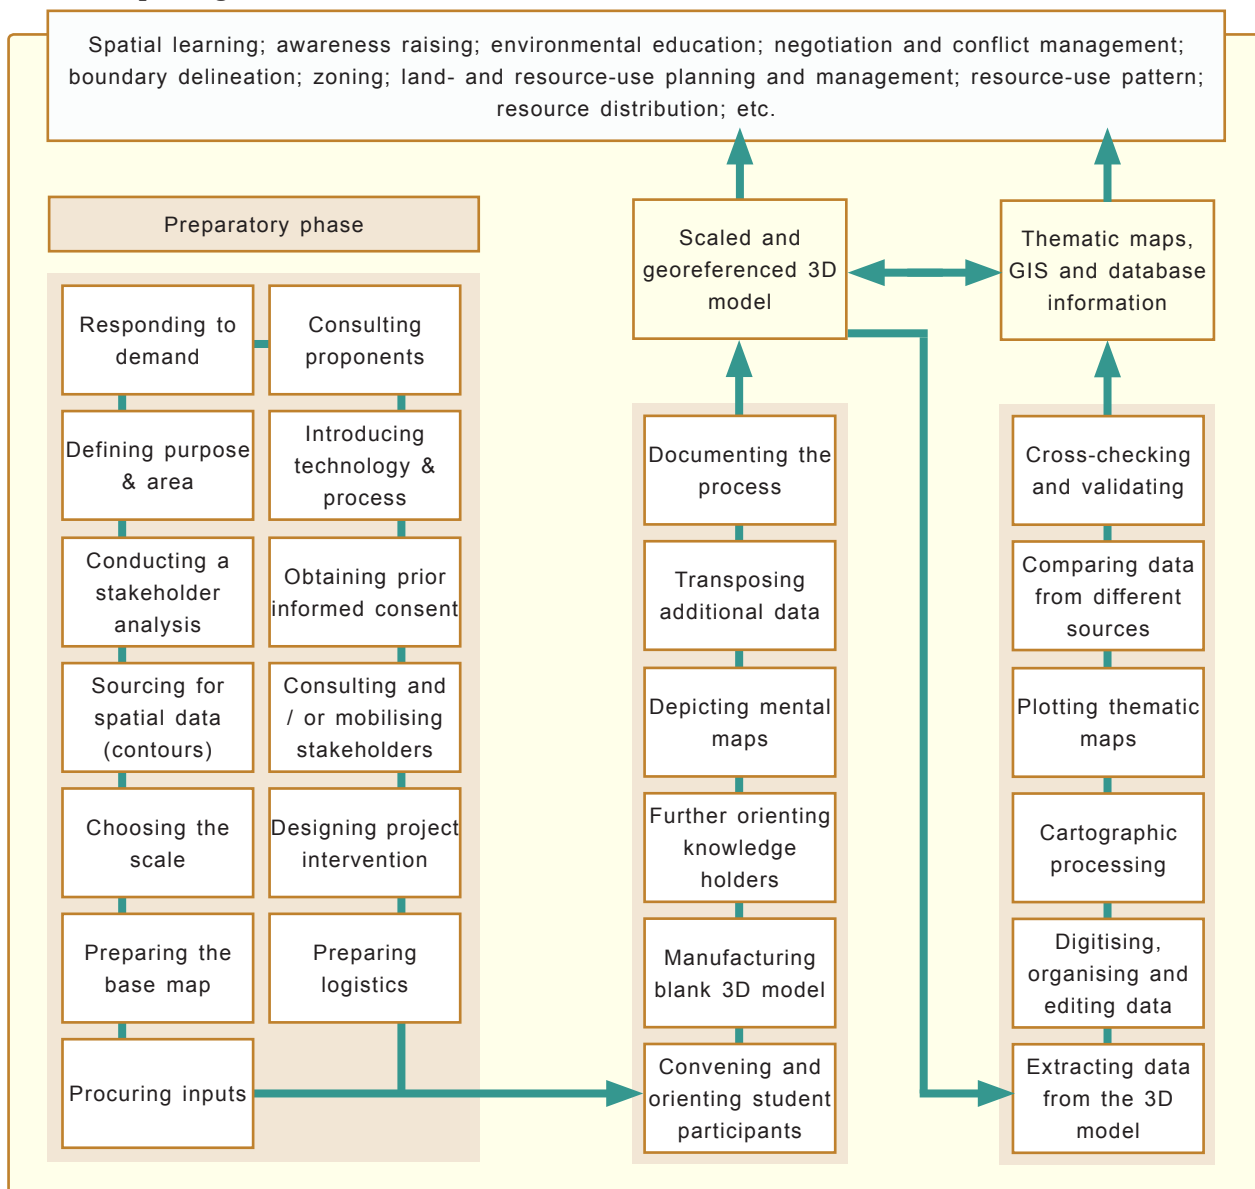 Spatial learning; awareness raising; environmental education; negotiation and conflict management;
boundary delineation; zoning; land- and resource-use planning and management; resource-use pattern;
resource distribution; etc.
Preparatory phase
Responding to
demand
Defining purpose
& area
Conducting a
stakeholder
analysis
Sourcing for
spatial data
(contours)
Choosing the
scale
Preparing the
base map
Procuring inputs
Consulting
proponents
Introducing
technology &
process
Obtaining prior
informed consent
Consulting and
/ or mobilising
stakeholders
Designing project
intervention
Preparing
logistics
Scaled and
georeferenced 3D
model
Documenting the
process
Transposing
additional data
Depicting mental
maps
Further orienting
knowledge
holders
Manufacturing
blank 3D model
Convening and
orienting student
participants
Thematic maps,
GIS and database
information
Cross-checking
and validating
Comparing data
from different
sources
Plotting thematic
maps
Cartographic
processing
Digitising,
organising and
editing data
Extracting data
from the 3D
model